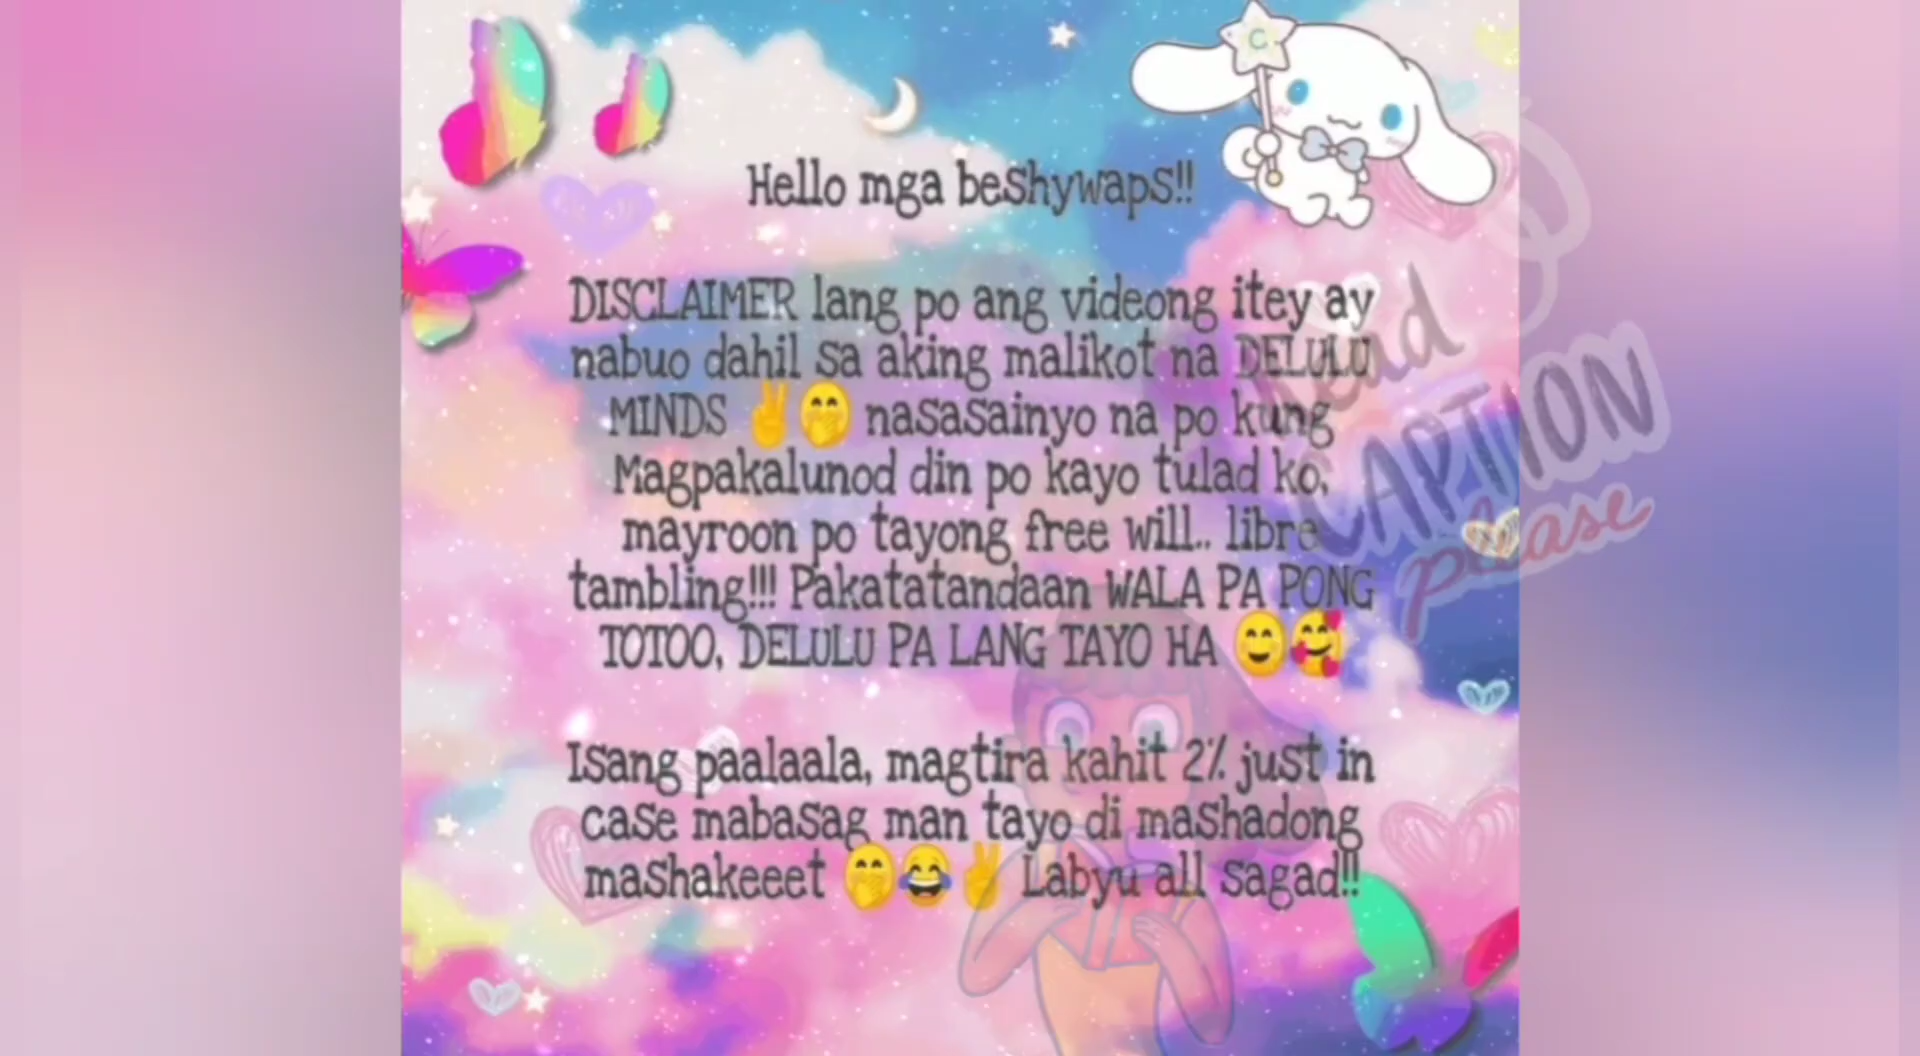 C
Hello mga beshywaps!!
DISCLAIMER lang po ang videong itey ay
nabuo dahil sa aking malikot na DELULU
MINDS ✌️🤭 nasasainyo na po kung
Magpakalunod din po kayo tulad ko,
mayroon po tayong free will.. libre
tambling!!! Pakatatandaan WALA PA PONG
TOTOO, DELULU PA LANG TAYO HA 😊🥰
Isang paalaala, magtira kahit 2% just in
case mabasag man tayo di mashadong
mashakeeet 🤭😂✌️ Labyu all sagad!!
Read
CAPTION
please